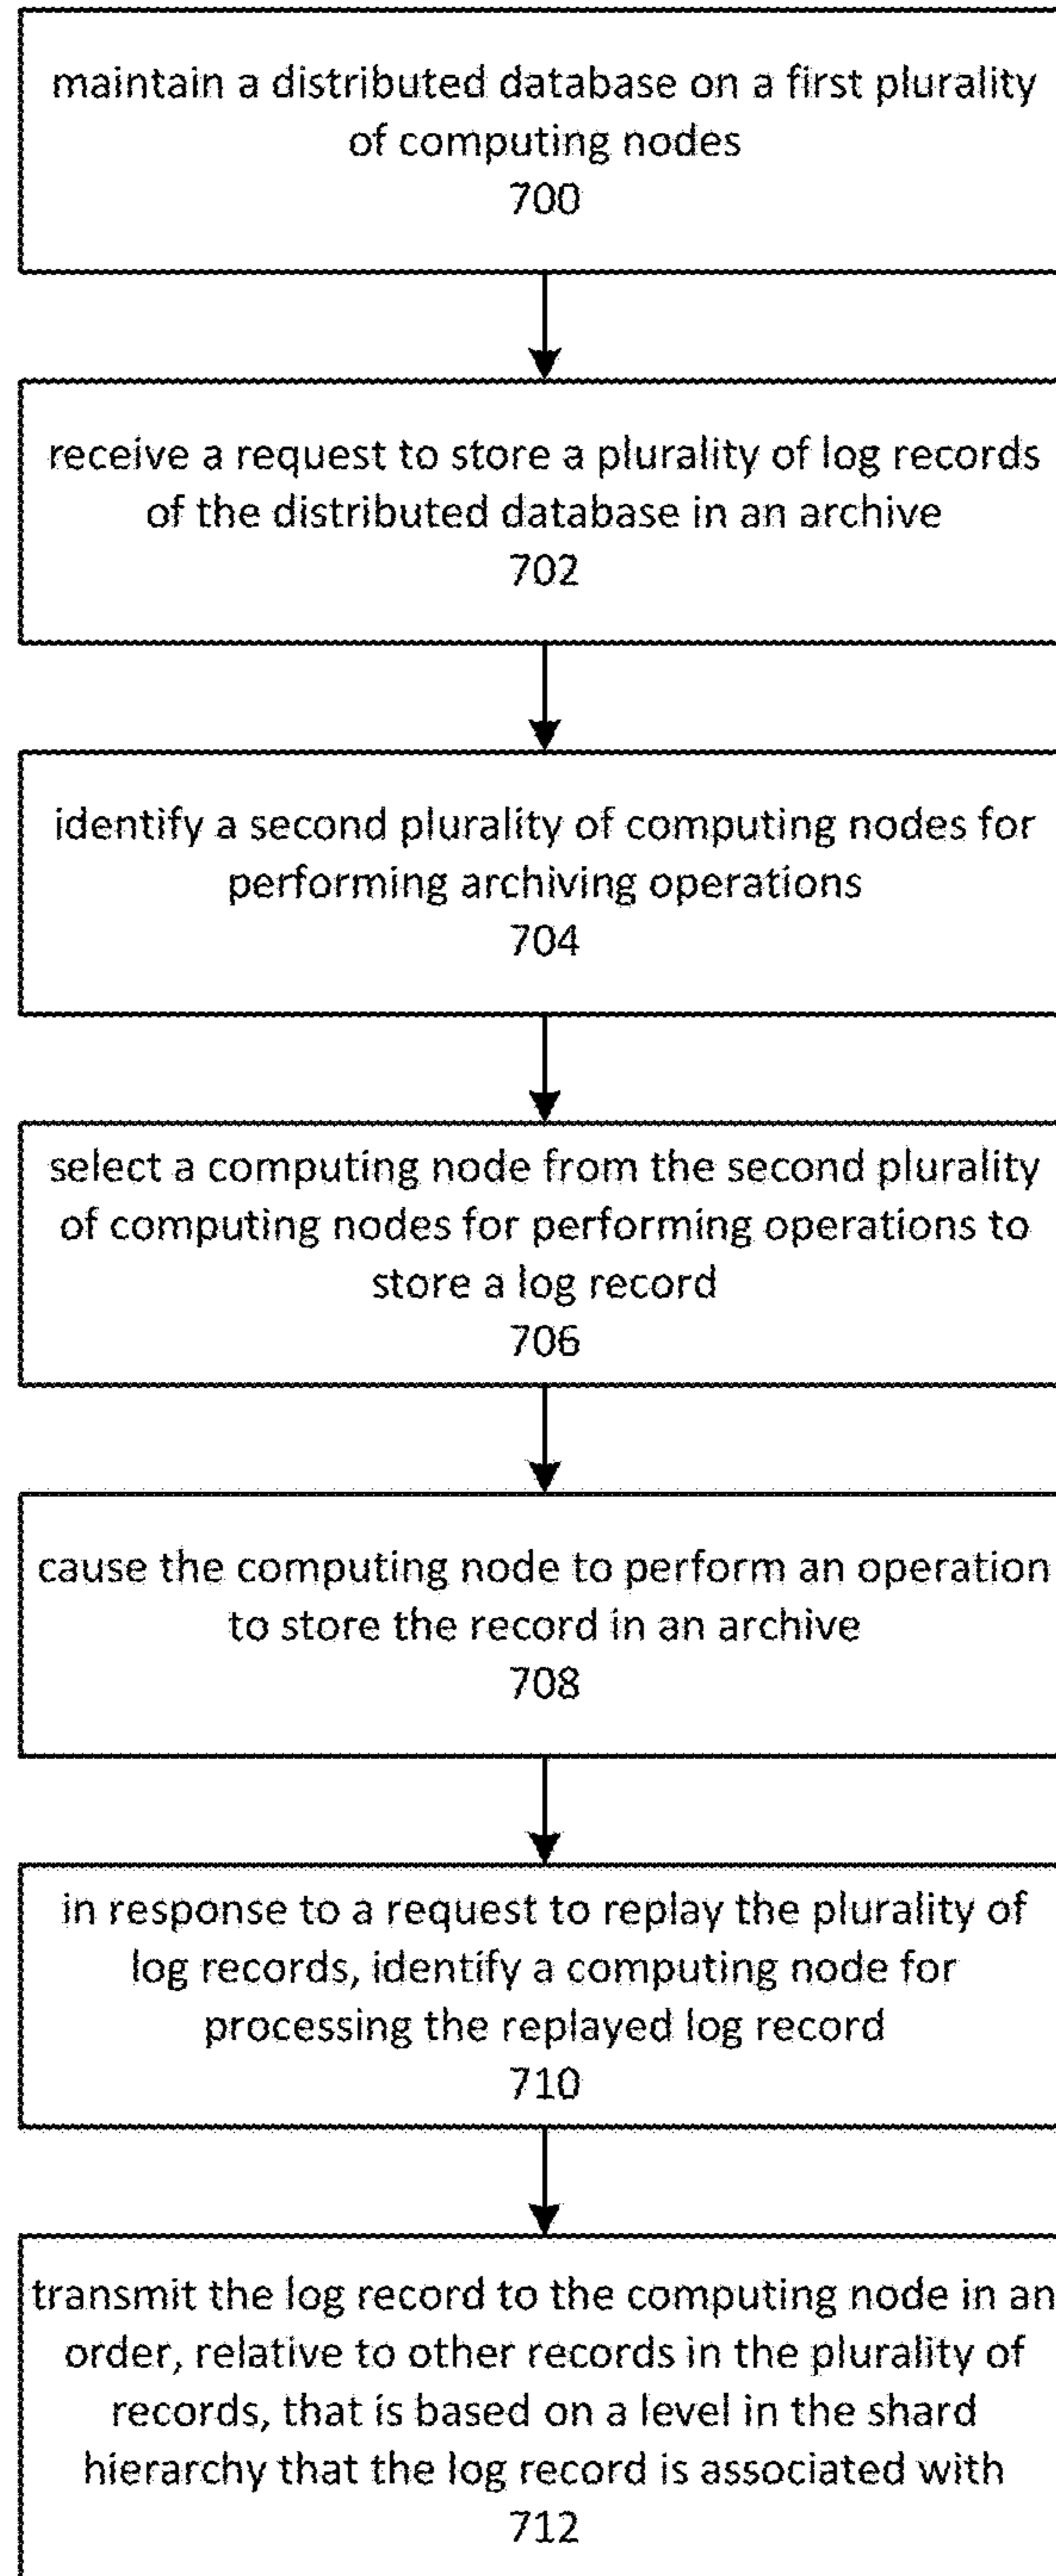 maintain a distributed database on a first plurality
of computing nodes
700
receive a request to store a plurality of log records
of the distributed database in an archive
702
identify a second plurality of computing nodes for
performing archiving operations
704
select a computing node from the second plurality
of computing nodes for performing operations to
store a log record
706
cause the computing node to perform an operation
to store the record in an archive
708
in response to a request to replay the plurality of
log records, identify a computing node for
processing the replayed log record
710
transmit the log record to the computing node in an
order, relative to other records in the plurality of
records, that is based on a level in the shard
hierarchy that the log record is associated with
712